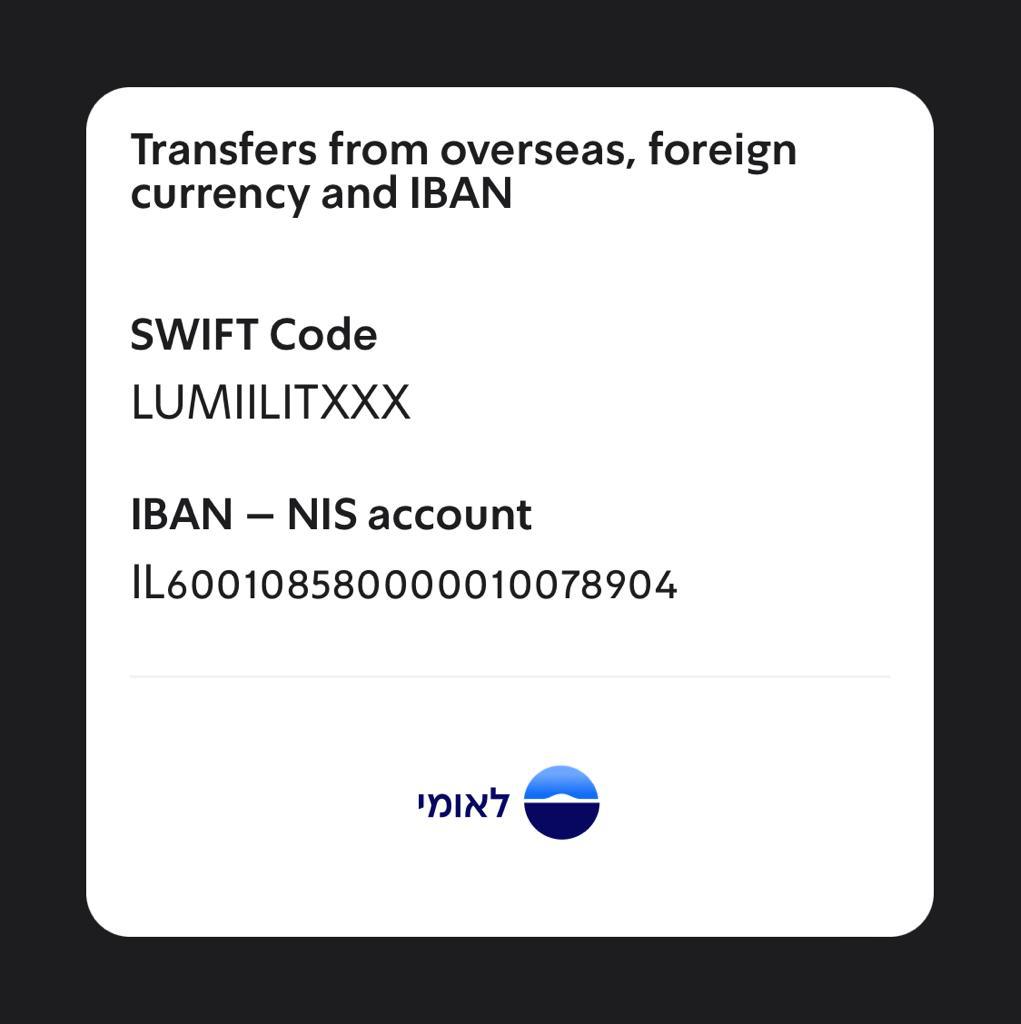 Transfers from overseas, foreign
currency and IBAN
SWIFT Code
LUMIILITXXX
IBAN – NIS account
IL600108580000010078904
לאומי